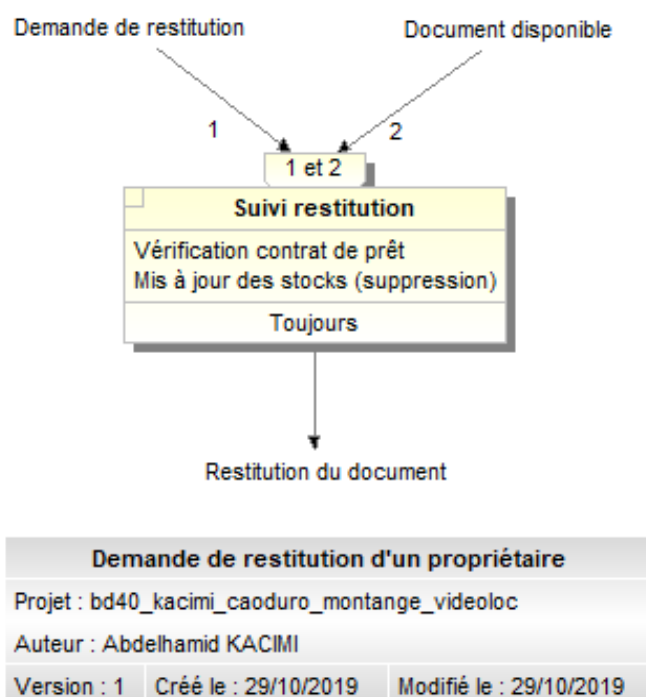 Demande de restitution
Document disponible
1
2
1 et 2
Suivi restitution
Vérification contrat de prêt
Mis à jour des stocks (suppression)
Toujours
Restitution du document
Demande de restitution d'un propriétaire
Projet : bd40_kacimi_caoduro_montange_videoloc
Auteur : Abdelhamid KACIMI
Version : 1 Créé le : 29/10/2019 Modifié le : 29/10/2019